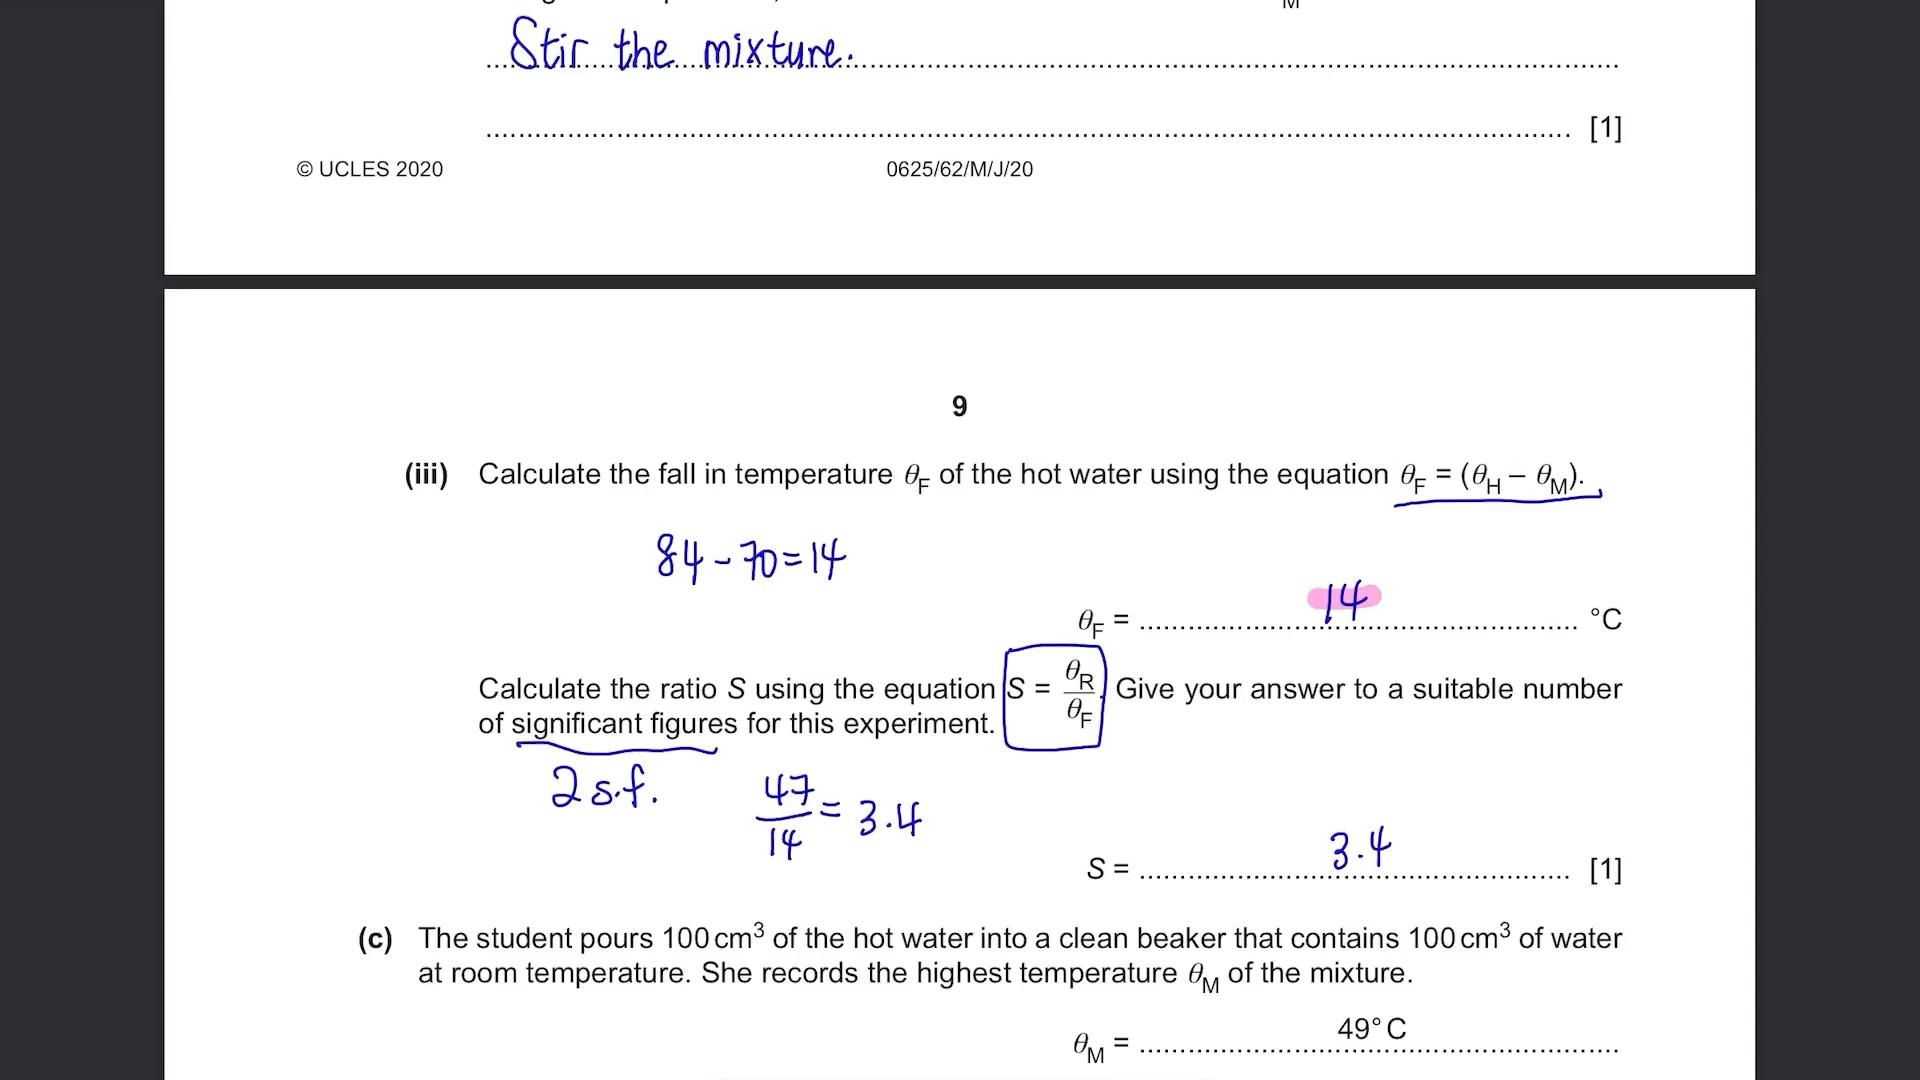 Stir the mixture.
[1]
© UCLES 2020
0625/62/M/J/20
9
(iii) Calculate the fall in temperature θF of the hot water using the equation θF = (θH – θM).
84 - 70 = 14
θF = 14 °C
Calculate the ratio S using the equation S = θR/θF. Give your answer to a suitable number
of significant figures for this experiment.
2 s.f. 47/14 = 3.4
S = 3.4 [1]
(c) The student pours 100 cm³ of the hot water into a clean beaker that contains 100 cm³ of water
at room temperature. She records the highest temperature θM of the mixture.
θM = 49°C